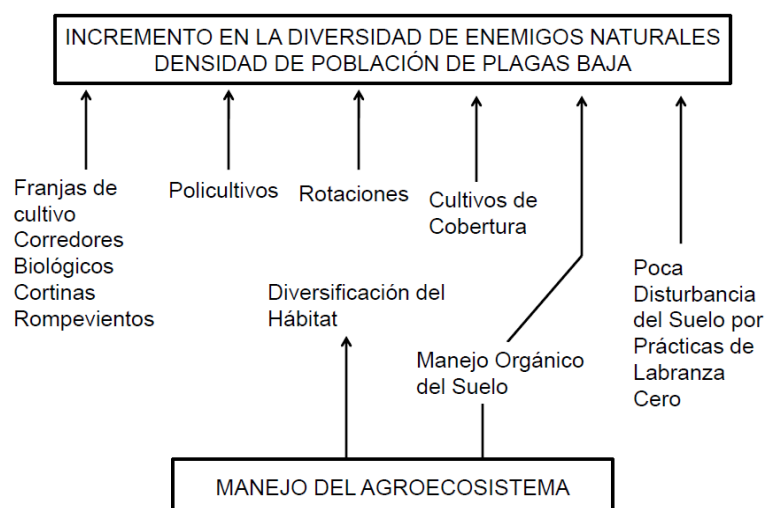 INCREMENTO EN LA DIVERSIDAD DE ENEMIGOS NATURALES
DENSIDAD DE POBLACIÓN DE PLAGAS BAJA
Franjas de
cultivo
Corredores
Biológicos
Cortinas
Rompevientos
Policultivos
Rotaciones
Cultivos de
Cobertura
Diversificación del
Hábitat
Manejo Orgánico
del Suelo
Poca
Disturbancia
del Suelo por
Prácticas de
Labranza
Cero
MANEJO DEL AGROECOSISTEMA